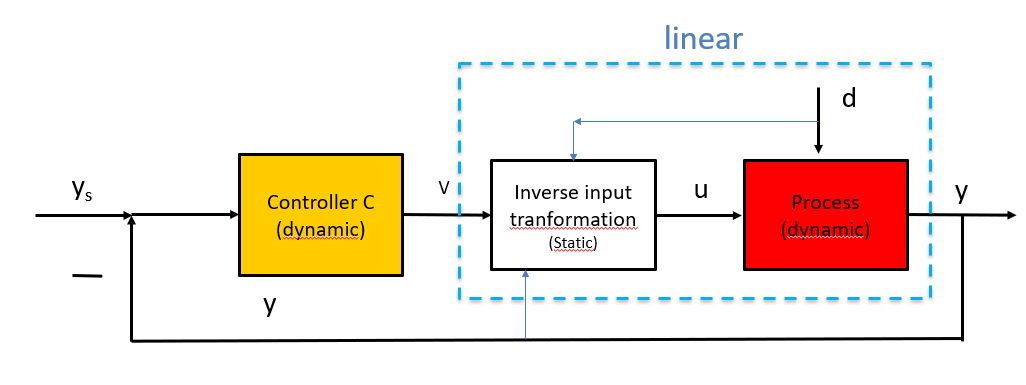 linear
d
ys
Controller C
(dynamic)
V
Inverse input
tranformation
(Static)
u
Process
(dynamic)
y
—
y